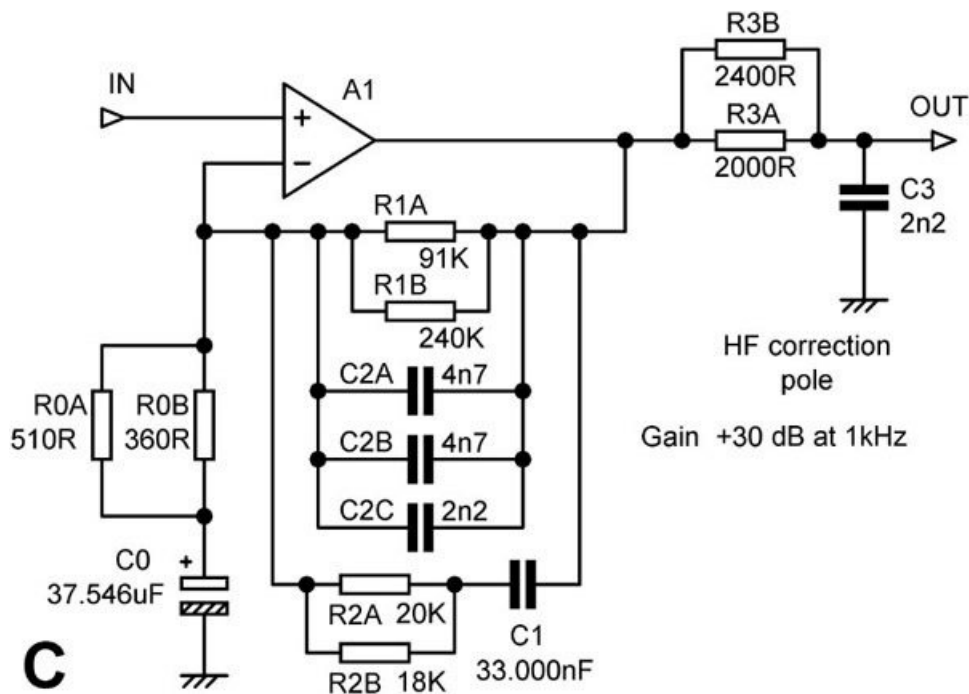 R3B
2400R
IN
A1
OUT
+
R3A
2000R
−
C3
2n2
R1A
91K
R1B
240K
HF correction
pole
C2A
4n7
R0A
510R
R0B
360R
Gain +30 dB at 1kHz
C2B
4n7
C2C
2n2
C0
+
37.546uF
R2A
20K
C1
33.000nF
R2B
18K
C